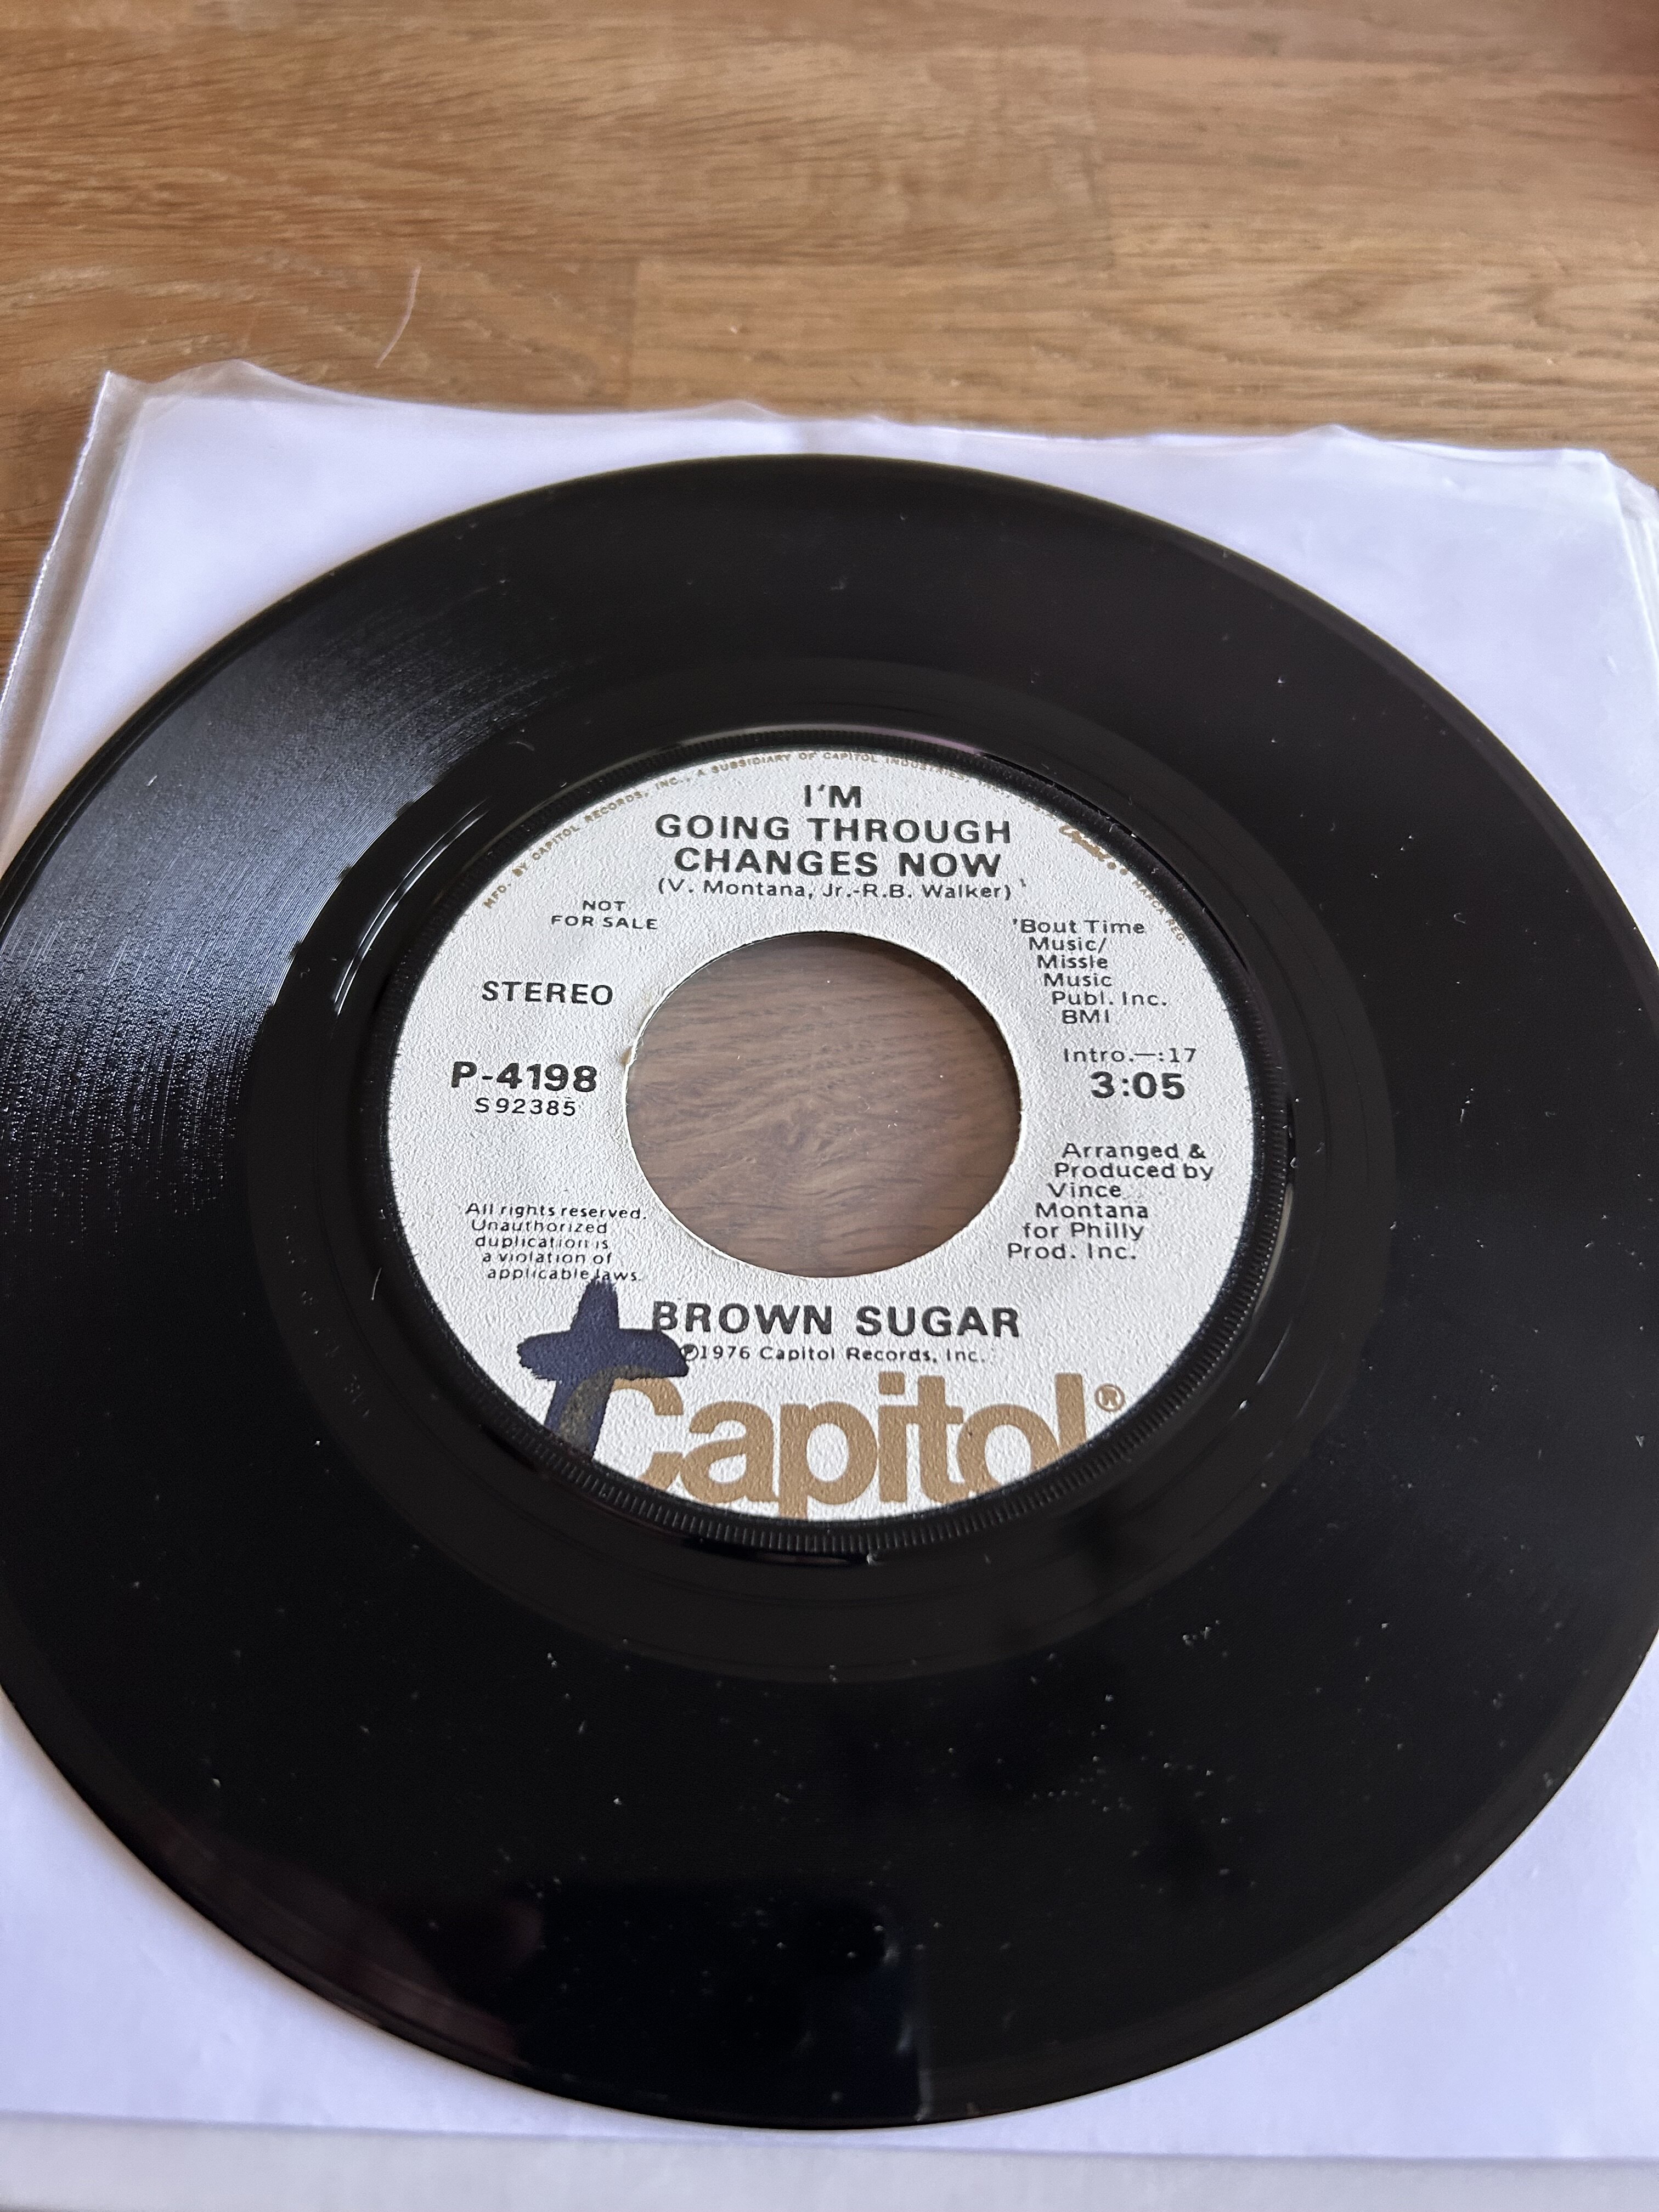 MFD. BY CAPITOL RECORDS, INC., A SUBSIDIARY OF CAPITOL INDUSTRIES,
MARCA REG.
I'M
GOING THROUGH
CHANGES NOW
(V. Montana, Jr.-R.B. Walker)
NOT
FOR SALE
STEREO
P-4198
S92385
'Bout Time
Music/
Missle
Music
Publ. Inc.
BMI
Intro.—:17
3:05
Arranged &
Produced by
Vince
Montana
for Philly
Prod. Inc.
All rights reserved.
Unauthorized
duplication is
a violation of
applicable laws.
BROWN SUGAR
℗1976 Capitol Records, Inc.
Capitol®